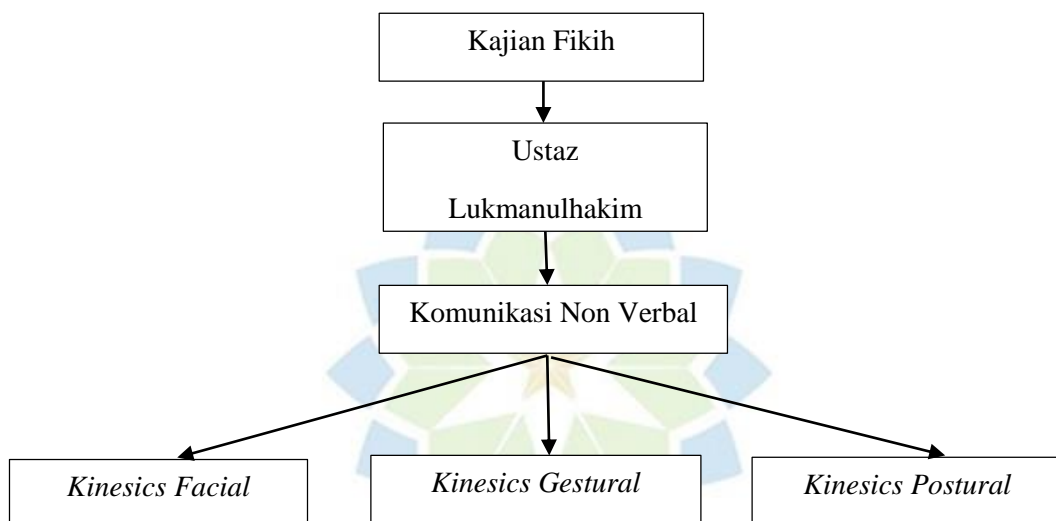 Kajian Fikih
Ustaz
Lukmanulhakim
Komunikasi Non Verbal
Kinesics Facial
Kinesics Gestural
Kinesics Postural